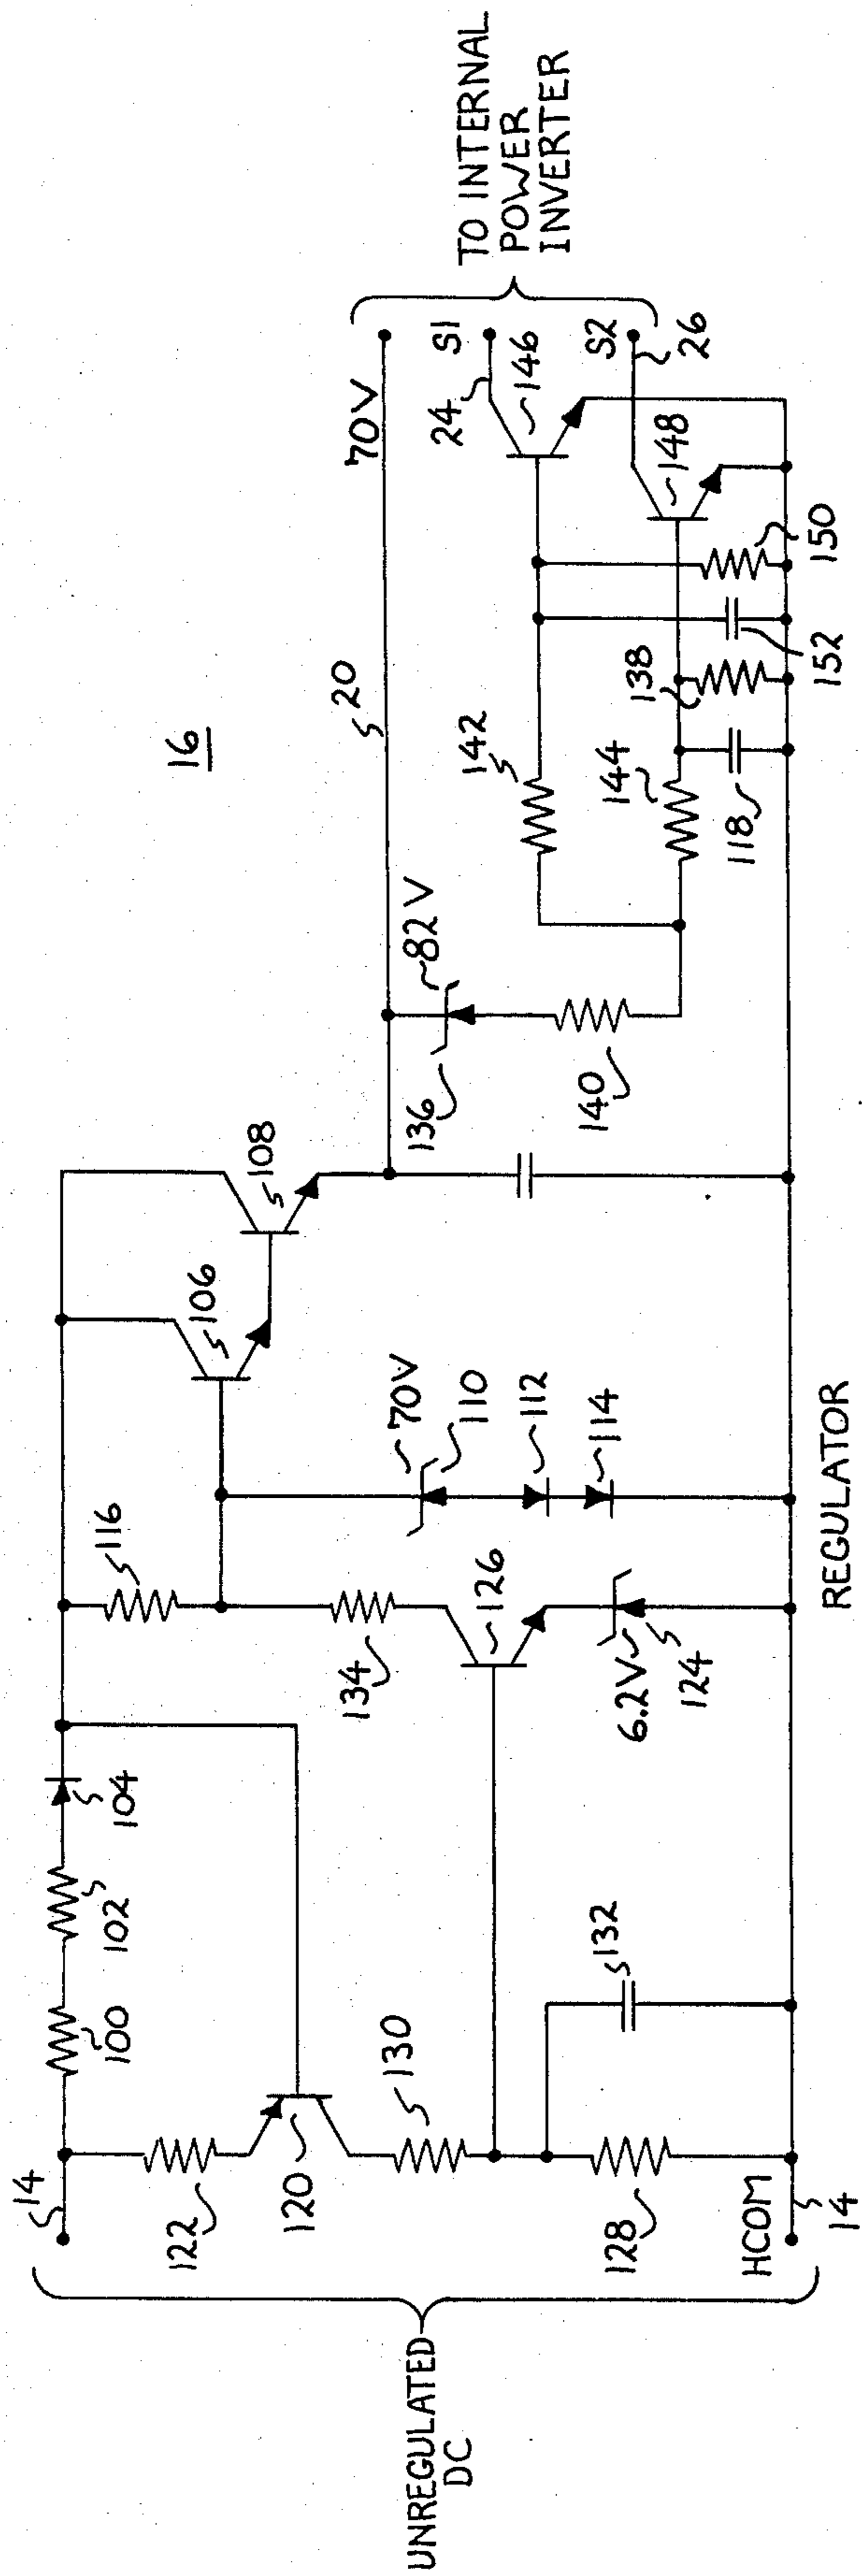 16
UNREGULATED
DC
14
HCOM
14
122
120
130
128
132
100
102
104
116
134
126
6.2V
124
70V
110
112
114
106
108
REGULATOR
20
136
82V
140
142
144
118
138
152
150
70V
24
S1
146
148
S2
26
TO INTERNAL
POWER
INVERTER